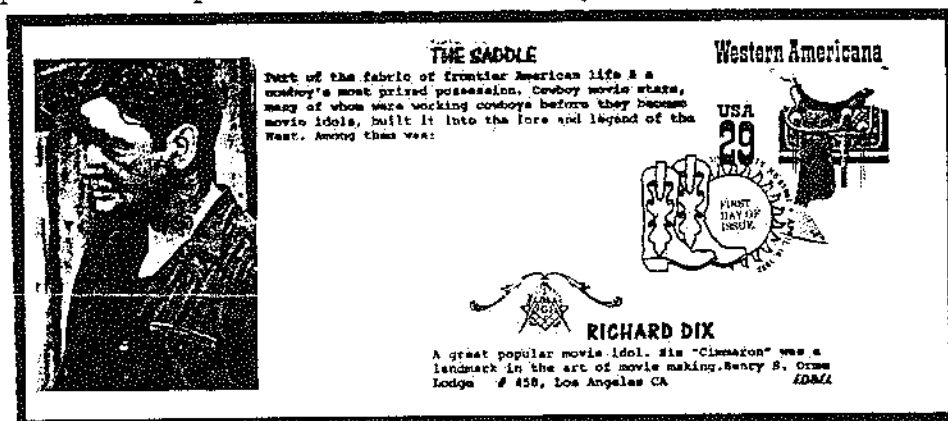 THE SADDLE
Part of the fabric of frontier American life & a
cowboy's most prized possession. Cowboy movie stars,
many of whom were working cowboys before they became
movie idols, built it into the lore and legend of the
West. Among them was:
Western Americana
USA
29
FIRST
DAY OF
ISSUE
RICHARD DIX
A great popular movie idol. His "Cimmaron" was a
landmark in the art of movie making.Henry S. Orme
Lodge # 458, Los Angeles CA